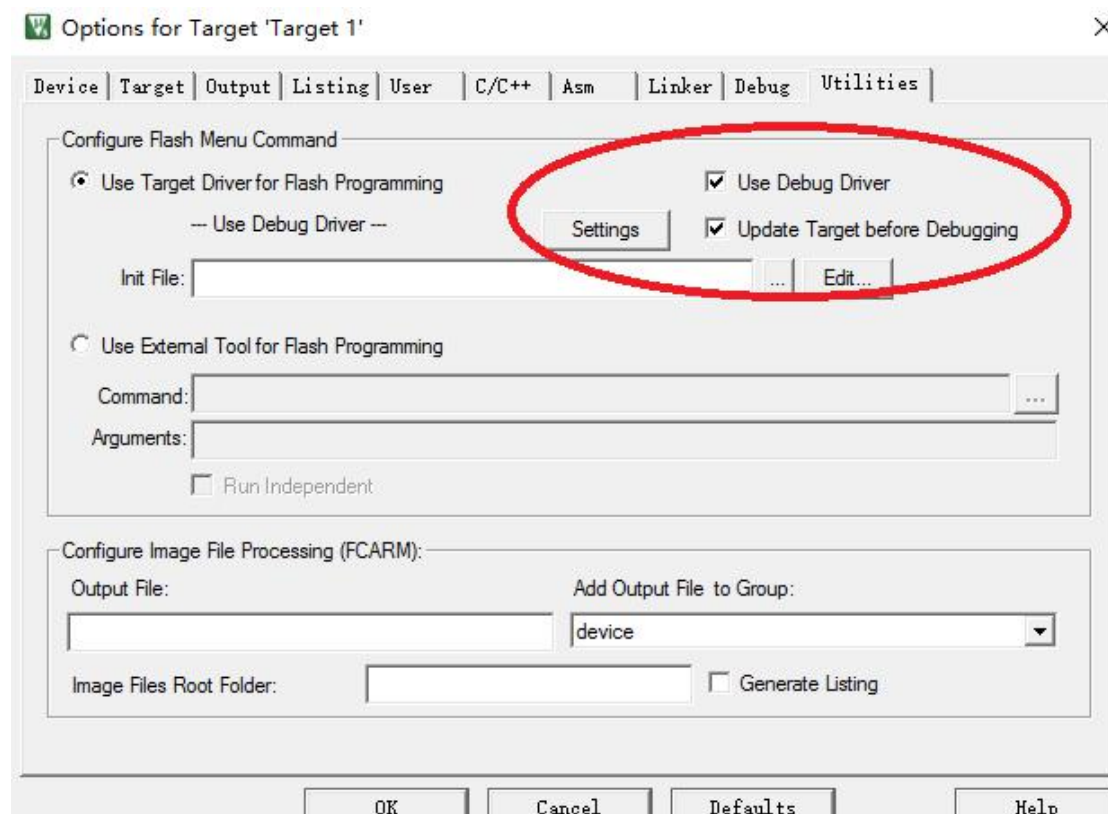 Options for Target 'Target 1'
Device Target Output Listing User C/C++ Asm Linker Debug Utilities
Configure Flash Menu Command
Use Target Driver for Flash Programming Use Debug Driver
--- Use Debug Driver --- Settings Update Target before Debugging
Init File: ... Edit...
Use External Tool for Flash Programming
Command: ...
Arguments:
Run Independent
Configure Image File Processing (FCARM):
Output File: Add Output File to Group:
device
Image Files Root Folder: Generate Listing
OK Cancel Defaults Help